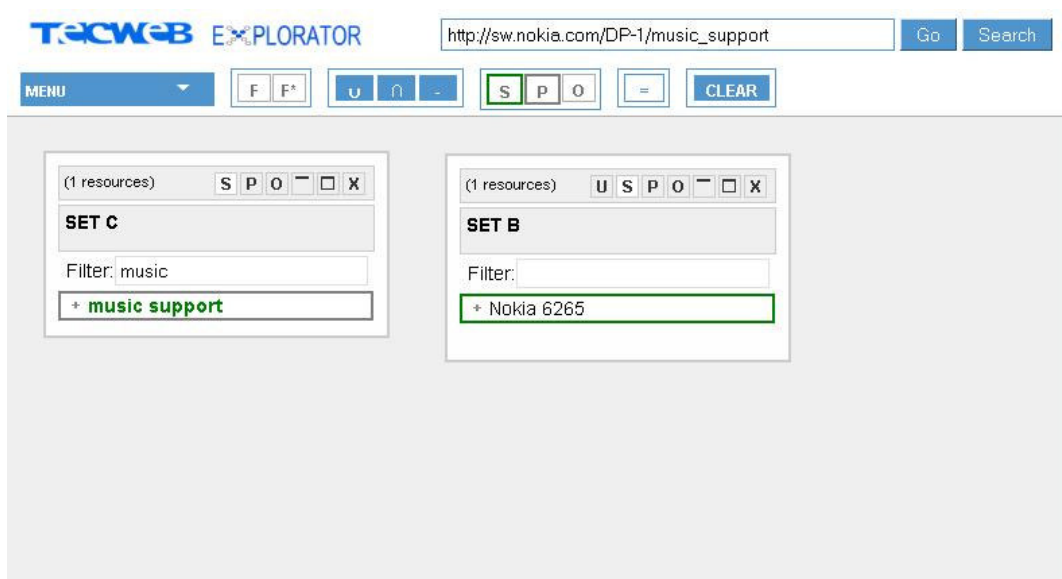 TECWEB EXPLORATOR http://sw.nokia.com/DP-1/music_support Go Search
MENU F F* ∪ ∩ - S P O = CLEAR
(1 resources) S P O X
SET C
Filter: music
+ music support
(1 resources) U S P O X
SET B
Filter:
+ Nokia 6265